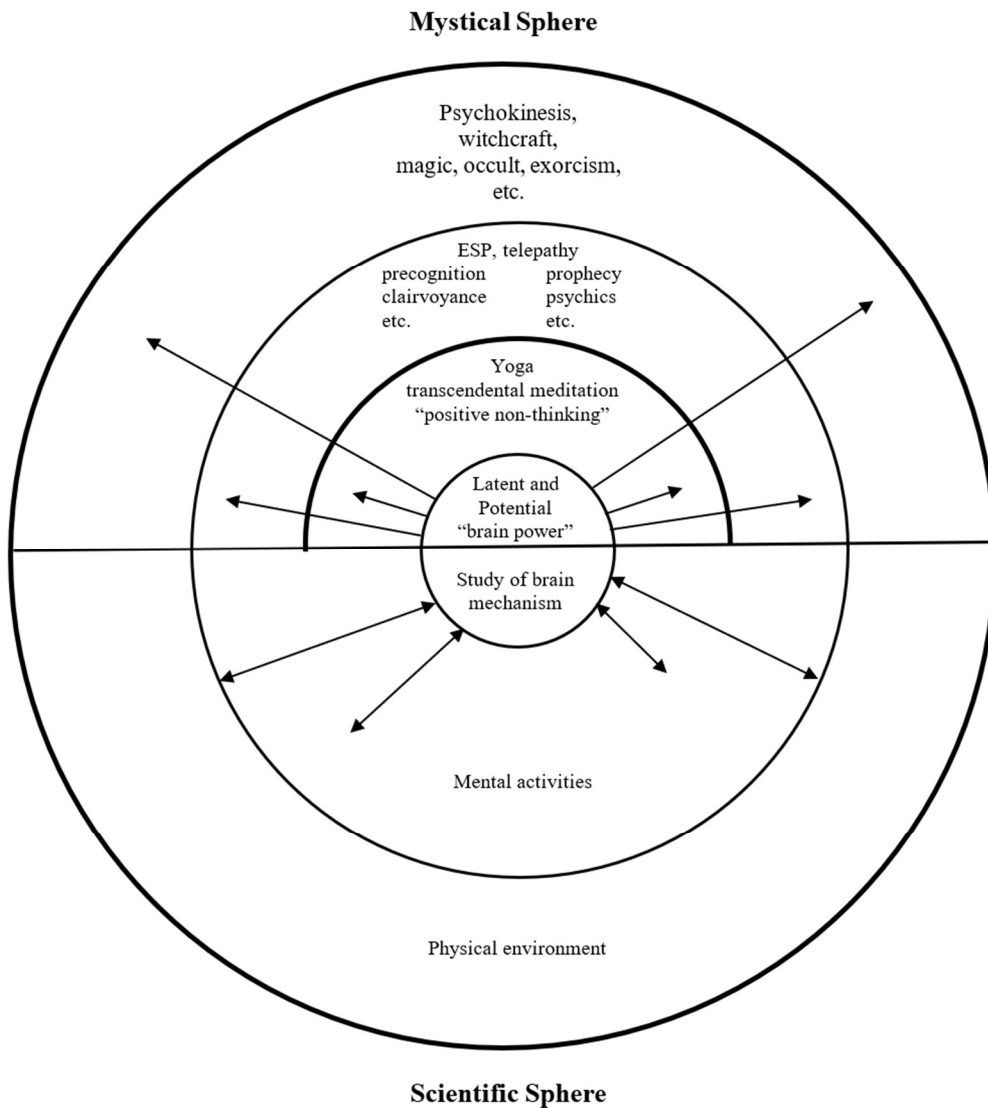 Mystical Sphere
Psychokinesis,
witchcraft,
magic, occult, exorcism,
etc.
ESP, telepathy
precognition
clairvoyance
etc.
prophecy
psychics
etc.
Yoga
transcendental meditation
“positive non-thinking”
Latent and
Potential
“brain power”
Study of brain
mechanism
Mental activities
Physical environment
Scientific Sphere